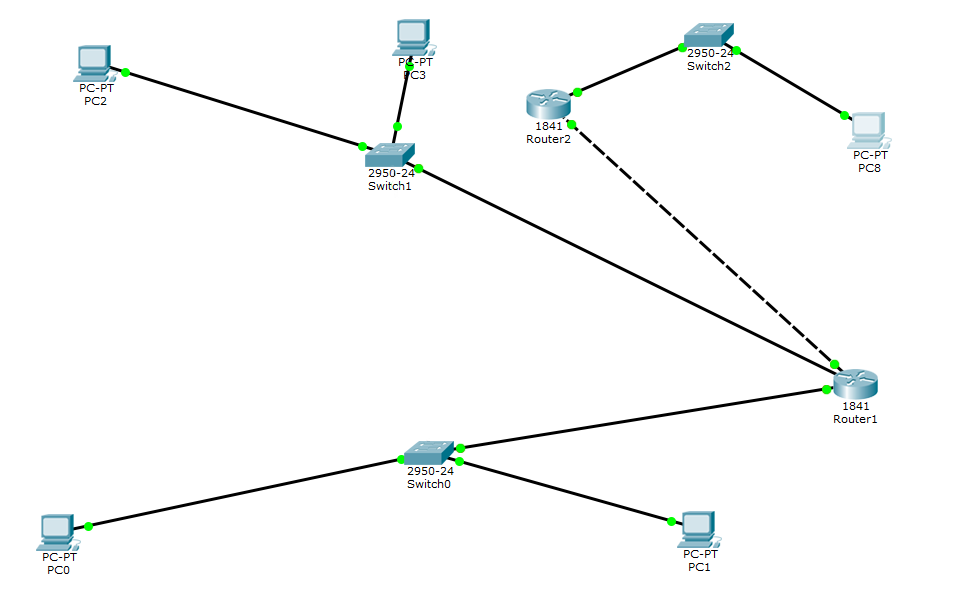 PC-PT
PC2
PC-PT
PC3
2950-24
Switch2
1841
Router2
PC-PT
PC8
2950-24
Switch1
1841
Router1
2950-24
Switch0
PC-PT
PC0
PC-PT
PC1